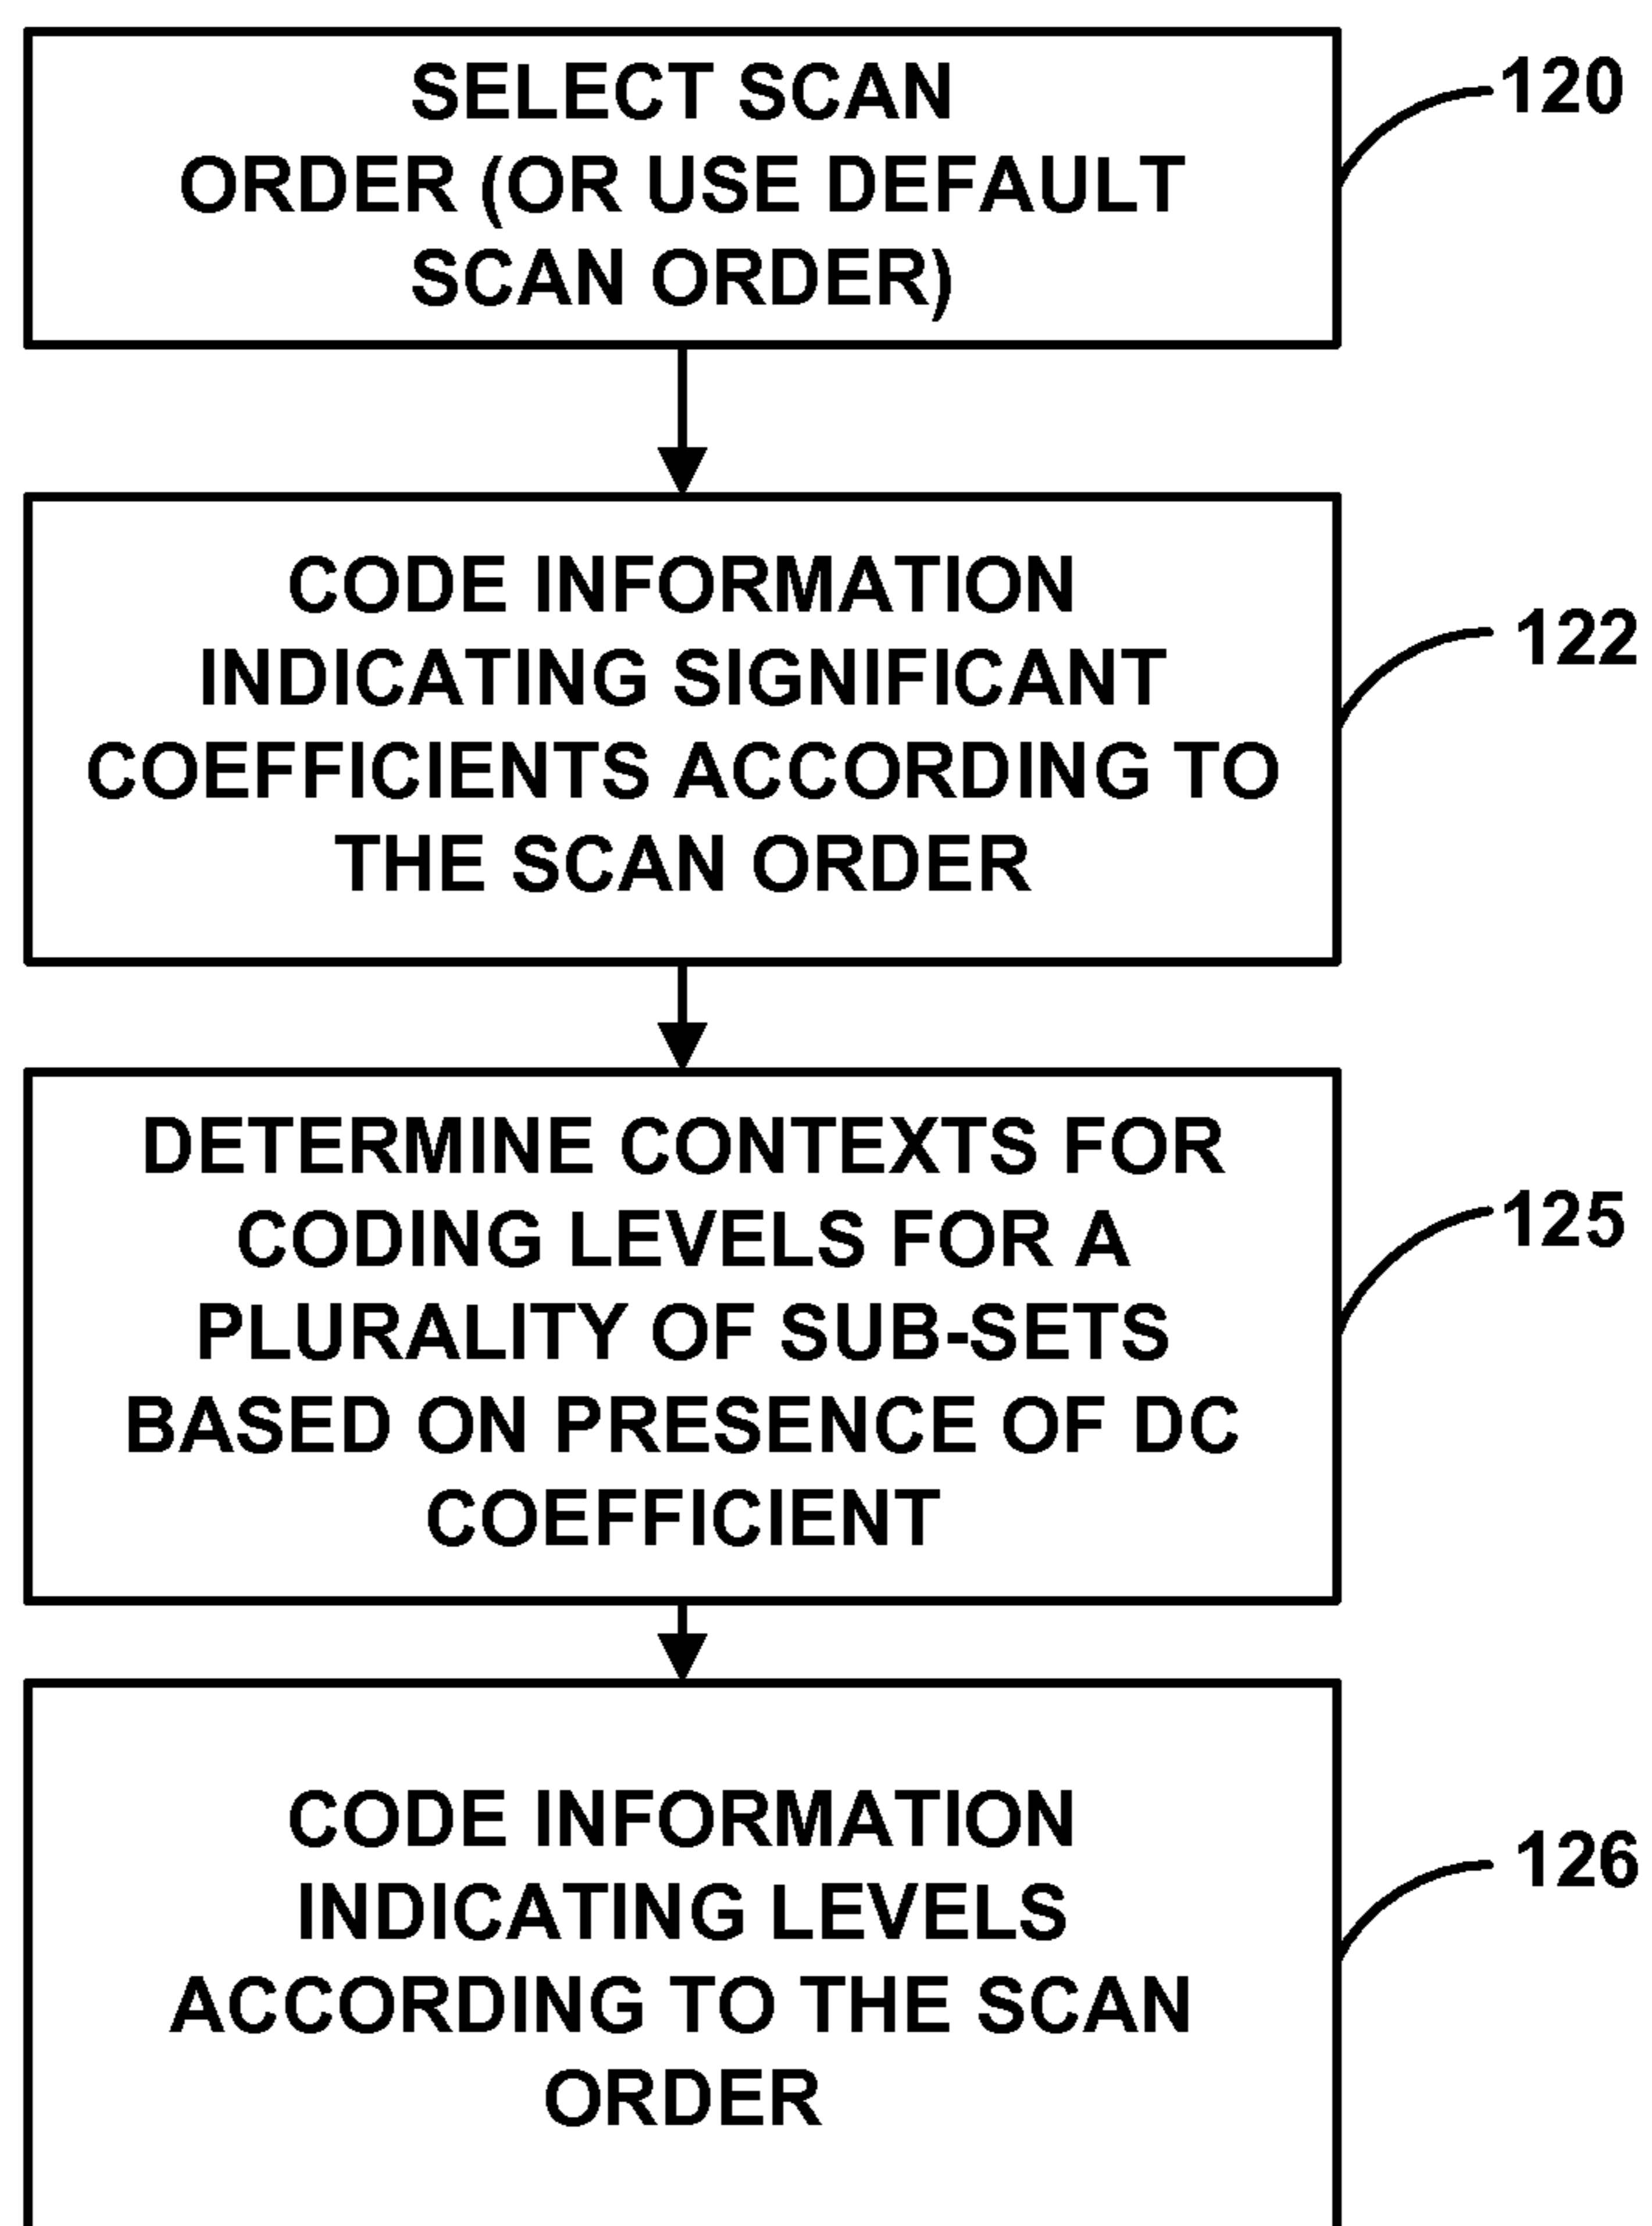 SELECT SCAN
ORDER (OR USE DEFAULT
SCAN ORDER)
120
CODE INFORMATION
INDICATING SIGNIFICANT
COEFFICIENTS ACCORDING TO
THE SCAN ORDER
122
DETERMINE CONTEXTS FOR
CODING LEVELS FOR A
PLURALITY OF SUB-SETS
BASED ON PRESENCE OF DC
COEFFICIENT
125
CODE INFORMATION
INDICATING LEVELS
ACCORDING TO THE SCAN
ORDER
126